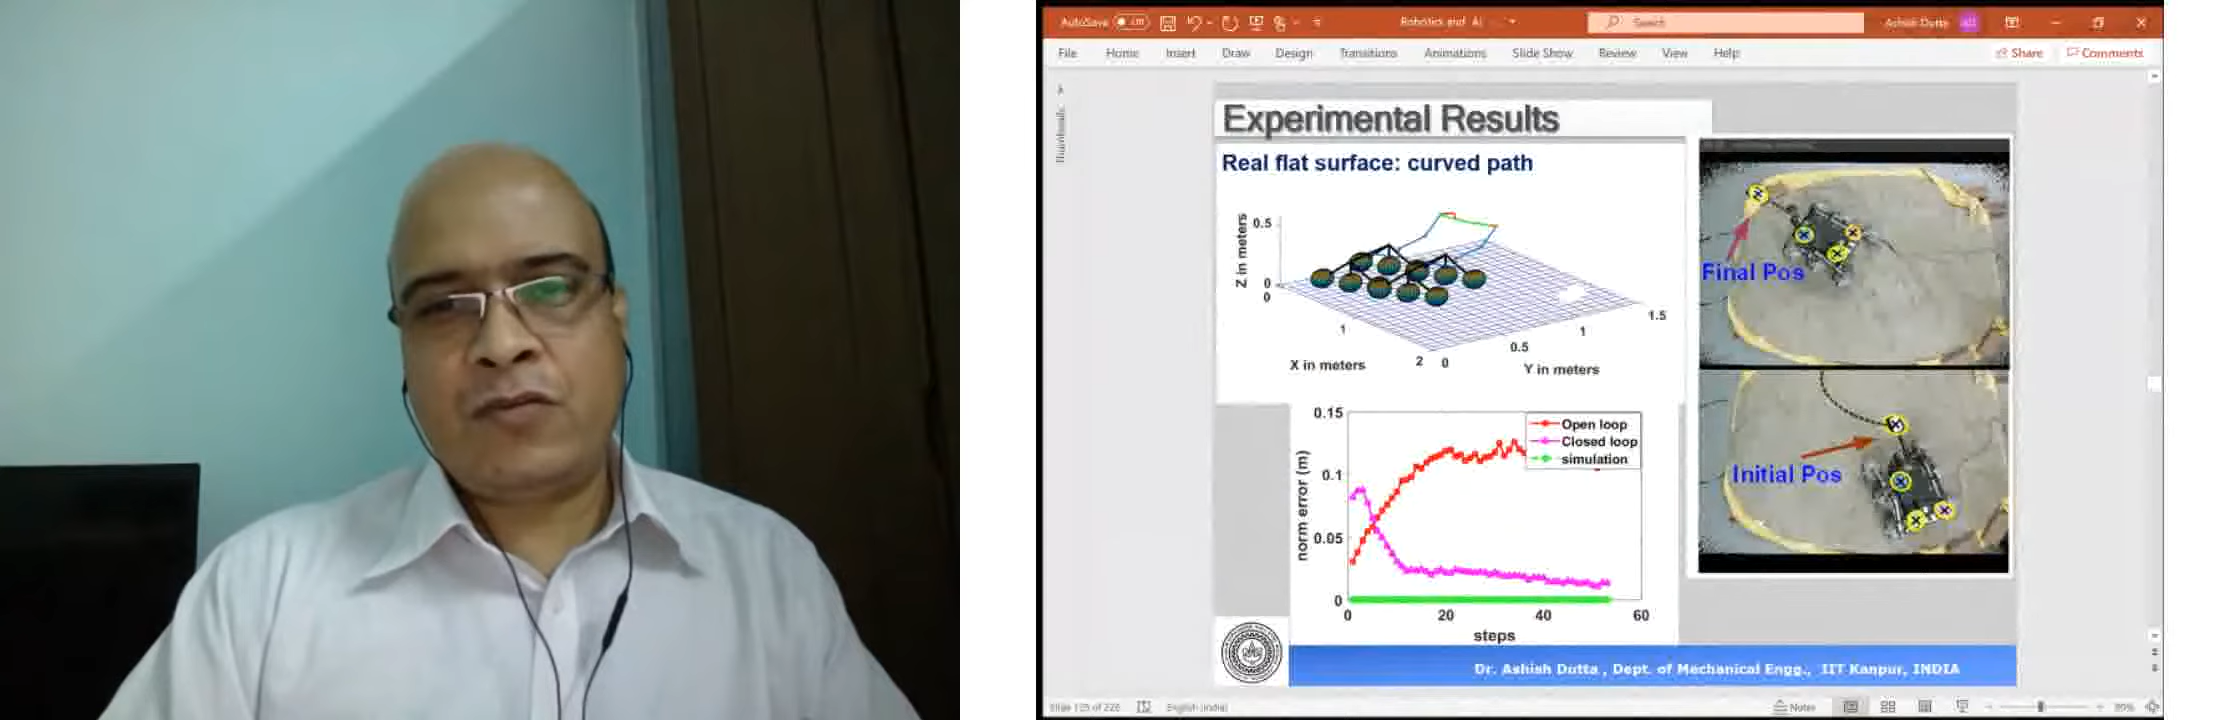 AutoSave
Robotics and AI
Search
Ashish Dutta
File Home Insert Draw Design Transitions Animations Slide Show Review View Help
Share Comments
Thumbnails
Experimental Results
Real flat surface: curved path
Z in meters
0.5
0
0
1
2
X in meters
0
0.5
1
1.5
Y in meters
Final Pos
Initial Pos
norm error (m)
0.15
0.1
0.05
0
0 20 40 60
steps
Open loop
Closed loop
simulation
Dr. Ashish Dutta , Dept. of Mechanical Engg., IIT Kanpur, INDIA
English (India)
Notes